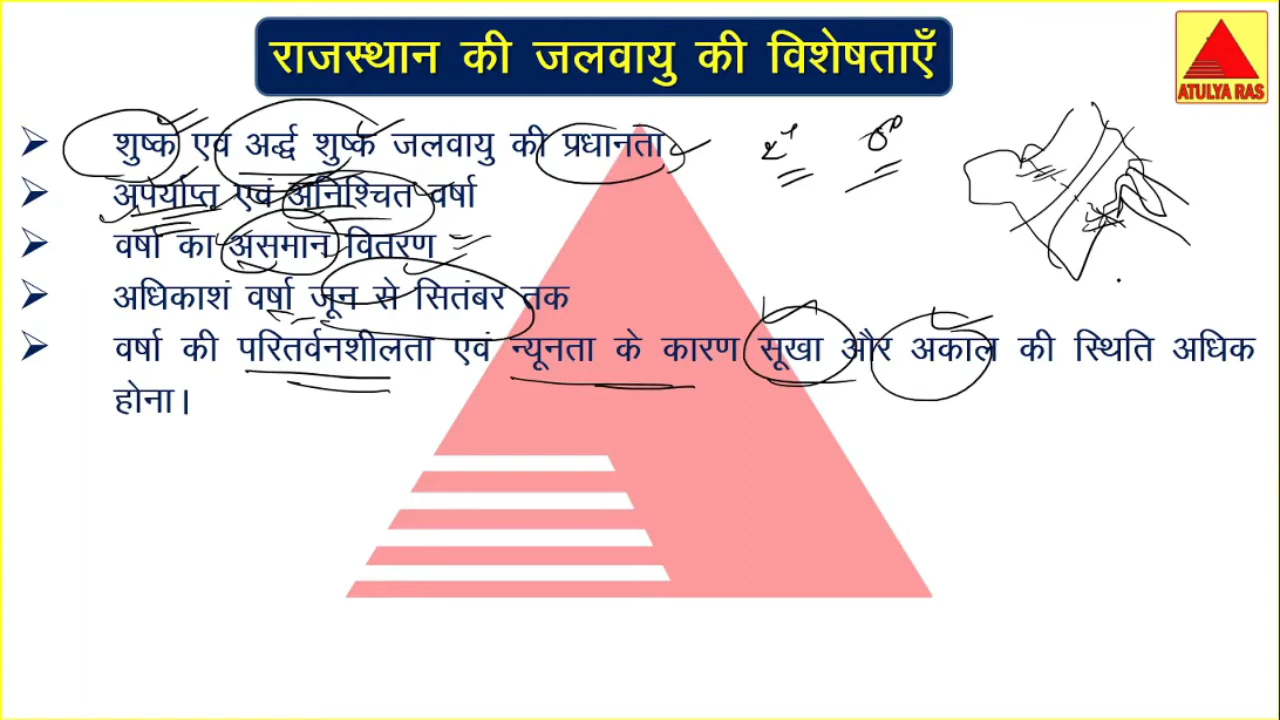 राजस्थान की जलवायु की विशेषताएँ
ATULYA RAS
शुष्क एव अर्द्ध शुष्क जलवायु की प्रधानता
अपर्याप्त एवं अनिश्चित वर्षा
वर्षा का असमान वितरण
अधिकाशं वर्षा जून से सितंबर तक
वर्षा की परितर्वनशीलता एवं न्यूनता के कारण सूखा और अकाल की स्थिति अधिक
होना।